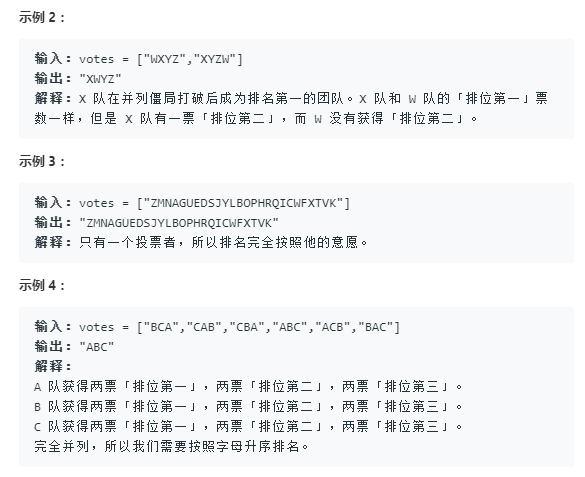 示例 2：
输入：votes = ["WXYZ","XYZW"]
输出："XWYZ"
解释：X 队在并列僵局打破后成为排名第一的团队。X 队和 W 队的「排位第一」票
数一样，但是 X 队有一票「排位第二」，而 W 没有获得「排位第二」。
示例 3：
输入：votes = ["ZMNAGUEDSJYLBOPHRQICWFXTVK"]
输出："ZMNAGUEDSJYLBOPHRQICWFXTVK"
解释：只有一个投票者，所以排名完全按照他的意愿。
示例 4：
输入：votes = ["BCA","CAB","CBA","ABC","ACB","BAC"]
输出："ABC"
解释：
A 队获得两票「排位第一」，两票「排位第二」，两票「排位第三」。
B 队获得两票「排位第一」，两票「排位第二」，两票「排位第三」。
C 队获得两票「排位第一」，两票「排位第二」，两票「排位第三」。
完全并列，所以我们需要按照字母升序排名。